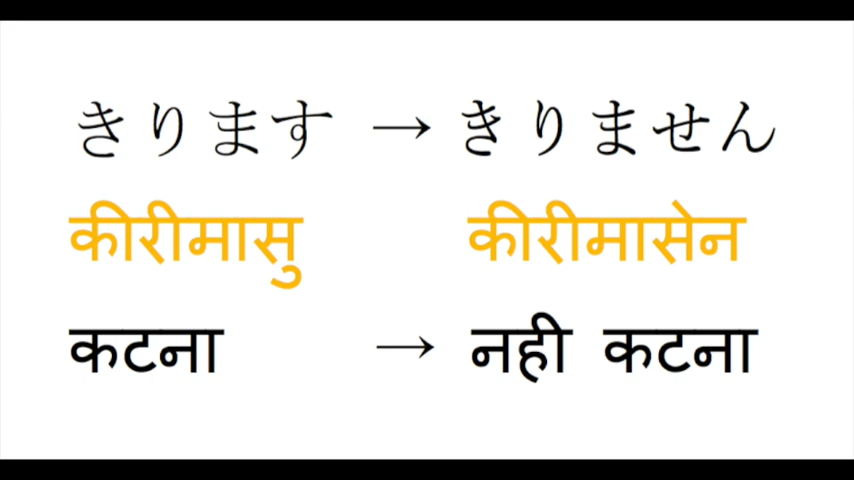 きります → きりません
कीरीमासु कीरीमासेन
कटना → नही कटना